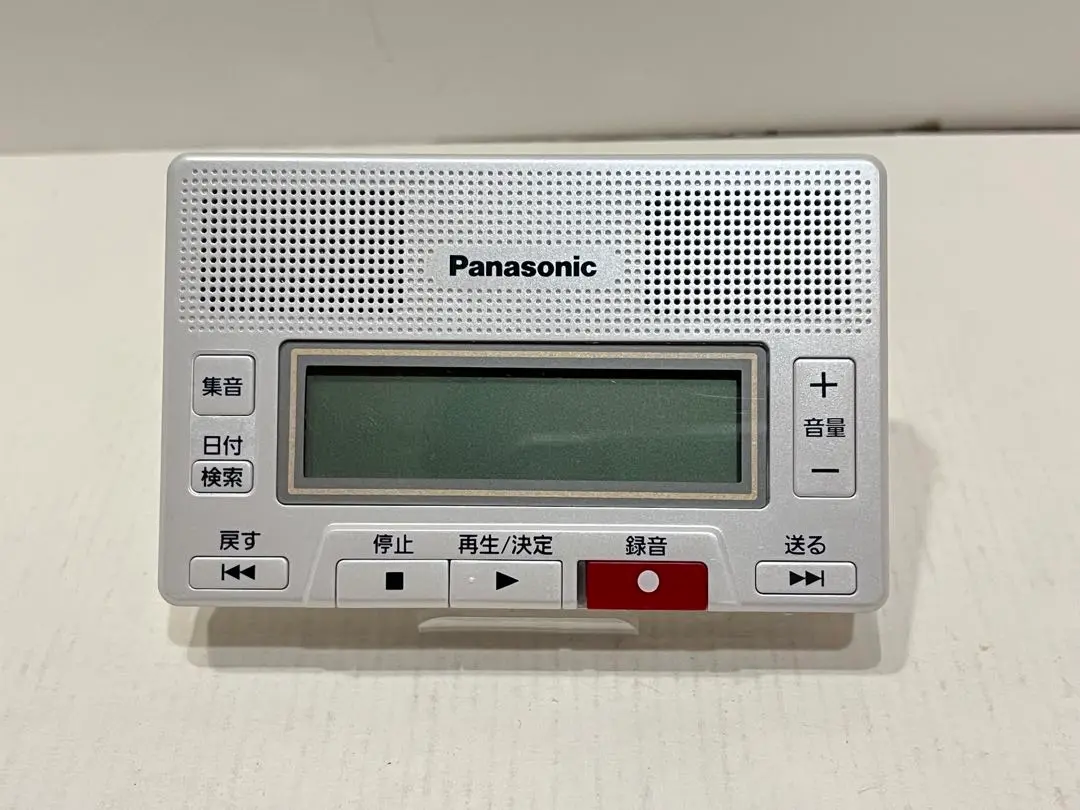 Panasonic
集音
日付
検索
+
音量
−
戻す
停止
再生/決定
録音
送る